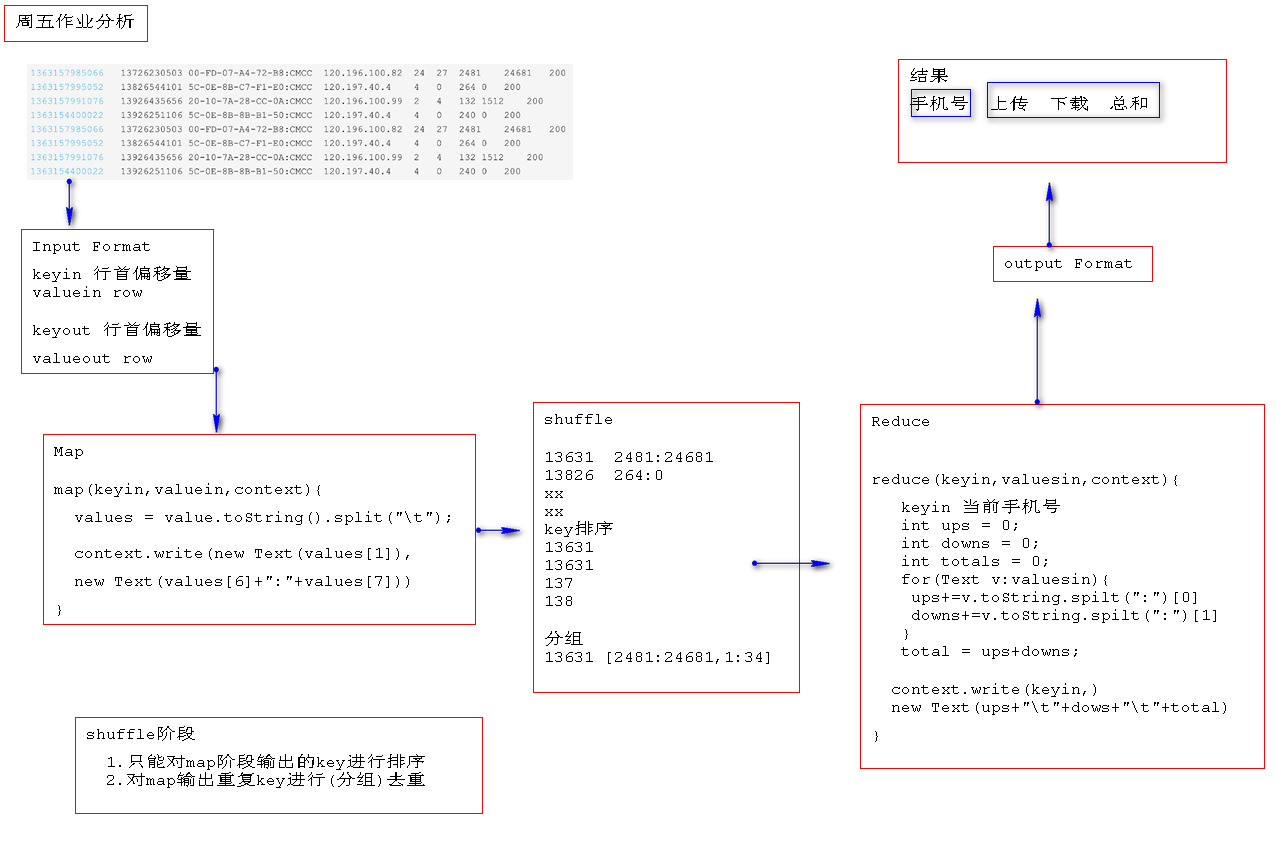 周五作业分析
1363157985066 13726230503 00-FD-07-A4-72-B8:CMCC 120.196.100.82 24 27 2481 24681 200
1363157995052 13826544101 5C-0E-8B-C7-F1-E0:CMCC 120.197.40.4 4 0 264 0 200
1363157991076 13926435656 20-10-7A-28-CC-0A:CMCC 120.196.100.99 2 4 132 1512 200
1363154400022 13926251106 5C-0E-8B-8B-B1-50:CMCC 120.197.40.4 4 0 240 0 200
1363157985066 13726230503 00-FD-07-A4-72-B8:CMCC 120.196.100.82 24 27 2481 24681 200
1363157995052 13826544101 5C-0E-8B-C7-F1-E0:CMCC 120.197.40.4 4 0 264 0 200
1363157991076 13926435656 20-10-7A-28-CC-0A:CMCC 120.196.100.99 2 4 132 1512 200
1363154400022 13926251106 5C-0E-8B-8B-B1-50:CMCC 120.197.40.4 4 0 240 0 200
Input Format
keyin 行首偏移量
valuein row
keyout 行首偏移量
valueout row
Map
map(keyin,valuein,context){
values = value.toString().split("\t");
context.write(new Text(values[1]),
new Text(values[6]+":"+values[7]))
}
shuffle
13631 2481:24681
13826 264:0
xx
xx
key排序
13631
13631
137
138
分组
13631 [2481:24681,1:34]
Reduce
reduce(keyin,valuesin,context){
keyin 当前手机号
int ups = 0;
int downs = 0;
int totals = 0;
for(Text v:valuesin){
ups+=v.toString.spilt(":")[0]
downs+=v.toString.spilt(":")[1]
}
total = ups+downs;
context.write(keyin,)
new Text(ups+"\t"+dows+"\t"+total)
}
output Format
结果
手机号 上传 下载 总和
shuffle阶段
1.只能对map阶段输出的key进行排序
2.对map输出重复key进行(分组)去重